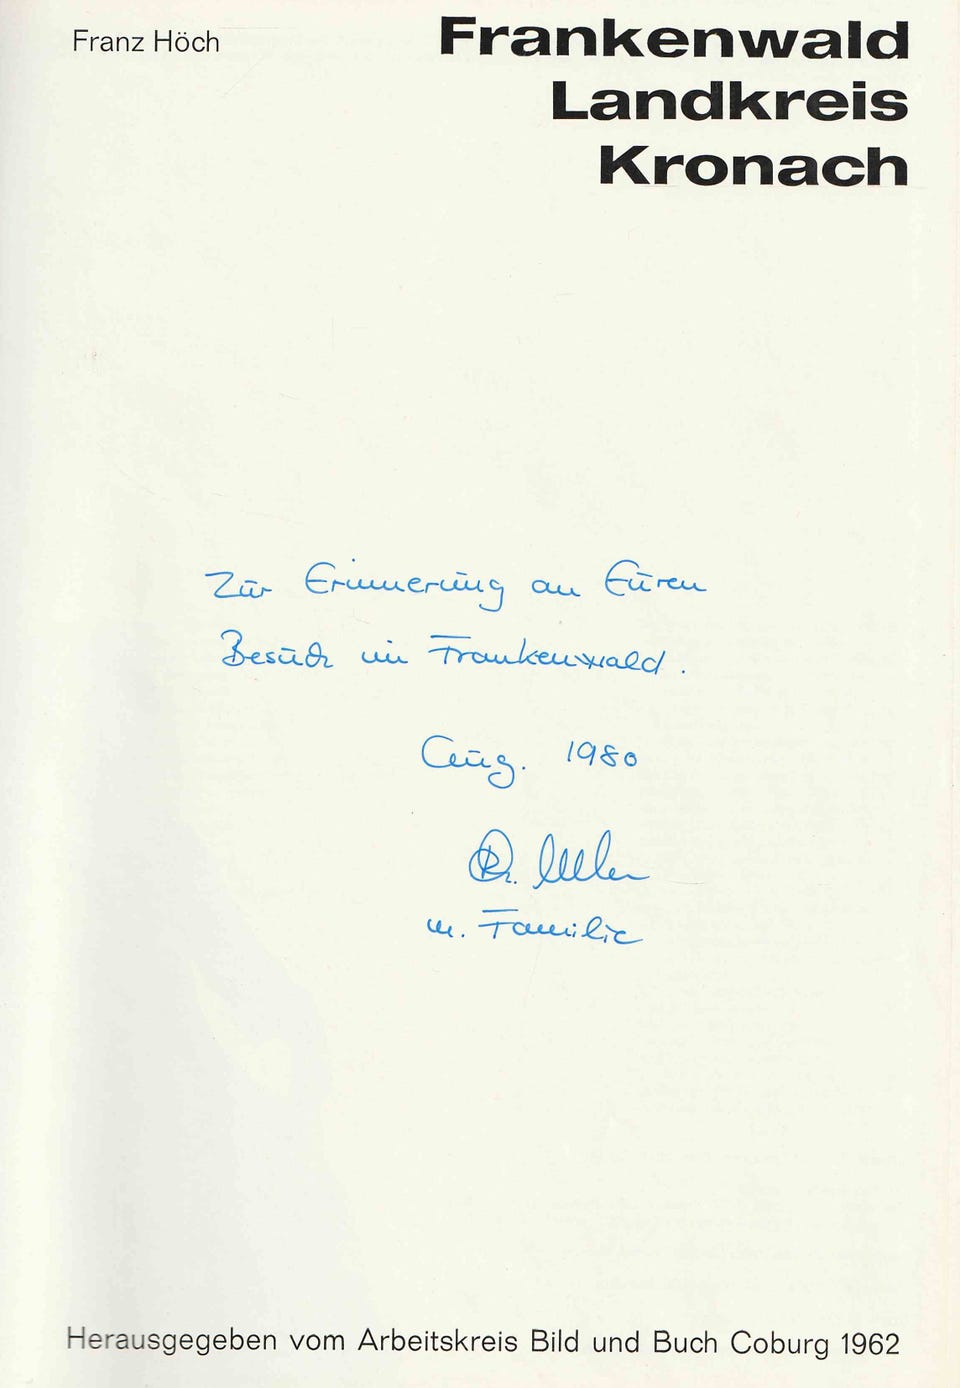 Franz Höch
Frankenwald
Landkreis
Kronach
Zur Erinnerung an Euren
Besuch im Frankenwald.
Aug. 1980
m. Familie
Herausgegeben vom Arbeitskreis Bild und Buch Coburg 1962